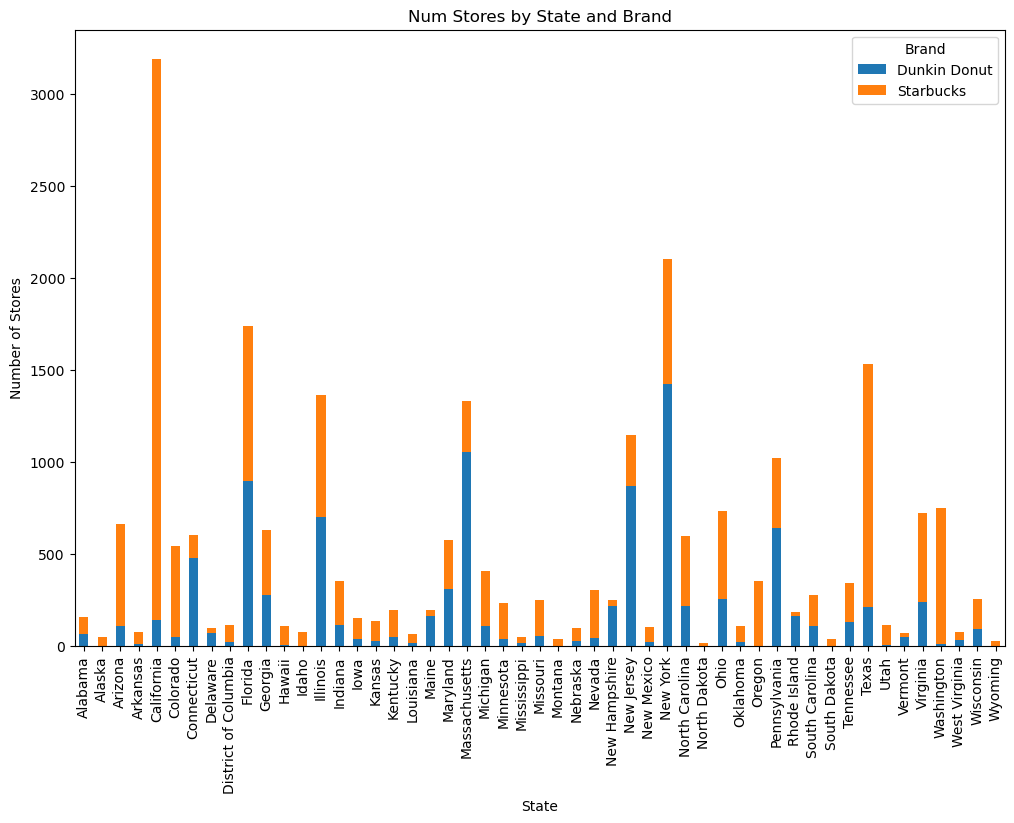 Num Stores by State and Brand
Brand
Dunkin Donut
Starbucks
Number of Stores
3000
2500
2000
1500
1000
500
0
Alabama
Alaska
Arizona
Arkansas
California
Colorado
Connecticut
Delaware
District of Columbia
Florida
Georgia
Hawaii
Idaho
Illinois
Indiana
Iowa
Kansas
Kentucky
Louisiana
Maine
Maryland
Massachusetts
Michigan
Minnesota
Mississippi
Missouri
Montana
Nebraska
Nevada
New Hampshire
New Jersey
New Mexico
New York
North Carolina
North Dakota
Ohio
Oklahoma
Oregon
Pennsylvania
Rhode Island
South Carolina
South Dakota
Tennessee
Texas
Utah
Vermont
Virginia
Washington
West Virginia
Wisconsin
Wyoming
State